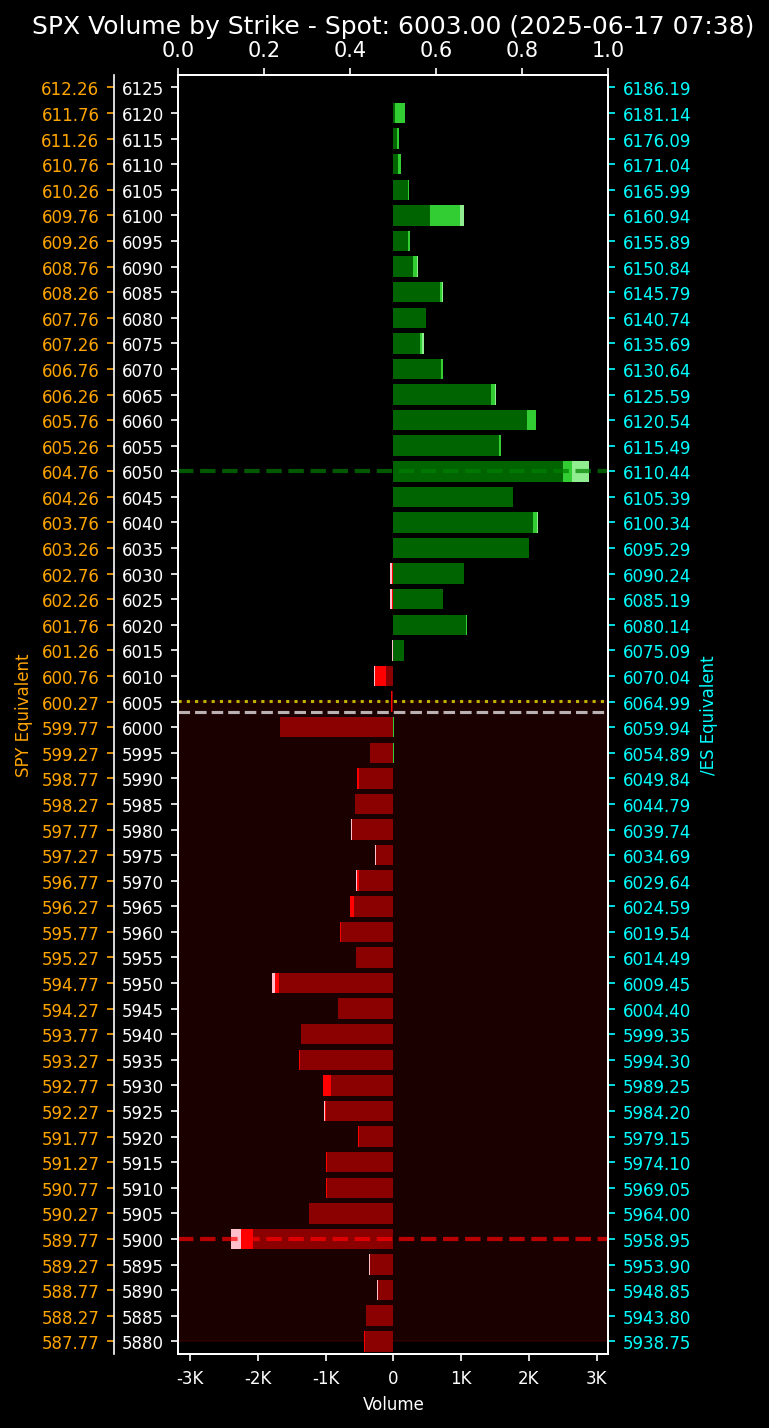 SPX Volume by Strike - Spot: 6003.00 (2025-06-17 07:38)
0.0 0.2 0.4 0.6 0.8 1.0
612.26 6125 6186.19
611.76 6120 6181.14
611.26 6115 6176.09
610.76 6110 6171.04
610.26 6105 6165.99
609.76 6100 6160.94
609.26 6095 6155.89
608.76 6090 6150.84
608.26 6085 6145.79
607.76 6080 6140.74
607.26 6075 6135.69
606.76 6070 6130.64
606.26 6065 6125.59
605.76 6060 6120.54
605.26 6055 6115.49
604.76 6050 6110.44
604.26 6045 6105.39
603.76 6040 6100.34
603.26 6035 6095.29
602.76 6030 6090.24
602.26 6025 6085.19
601.76 6020 6080.14
601.26 6015 6075.09
600.76 6010 6070.04
600.27 6005 6064.99
599.77 6000 6059.94
599.27 5995 6054.89
598.77 5990 6049.84
598.27 5985 6044.79
597.77 5980 6039.74
597.27 5975 6034.69
596.77 5970 6029.64
596.27 5965 6024.59
595.77 5960 6019.54
595.27 5955 6014.49
594.77 5950 6009.45
594.27 5945 6004.40
593.77 5940 5999.35
593.27 5935 5994.30
592.77 5930 5989.25
592.27 5925 5984.20
591.77 5920 5979.15
591.27 5915 5974.10
590.77 5910 5969.05
590.27 5905 5964.00
589.77 5900 5958.95
589.27 5895 5953.90
588.77 5890 5948.85
588.27 5885 5943.80
587.77 5880 5938.75
SPY Equivalent
/ES Equivalent
-3K -2K -1K 0 1K 2K 3K
Volume